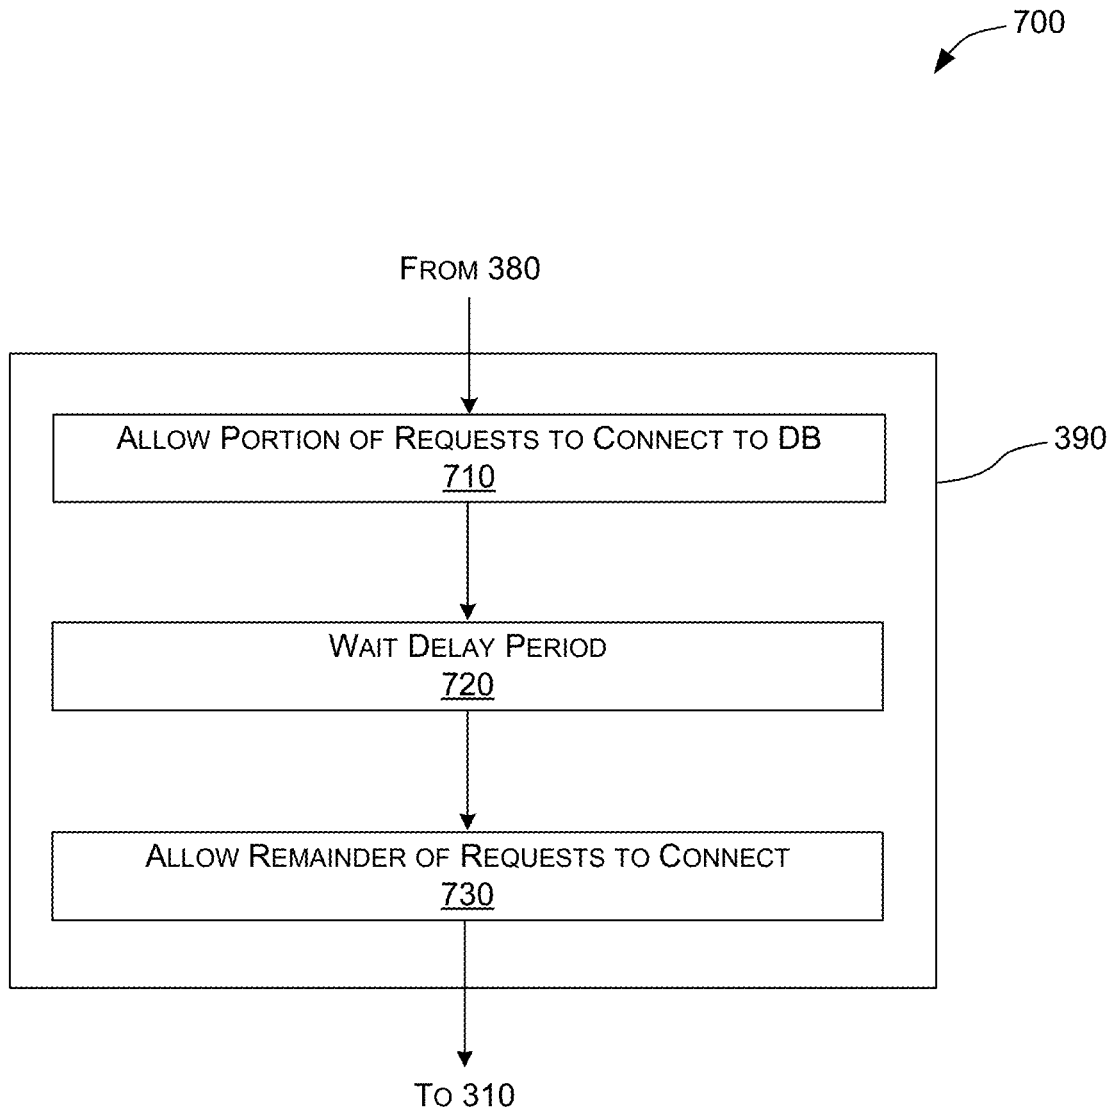 700
From 380
Allow Portion of Requests to Connect to DB
710
390
Wait Delay Period
720
Allow Remainder of Requests to Connect
730
To 310